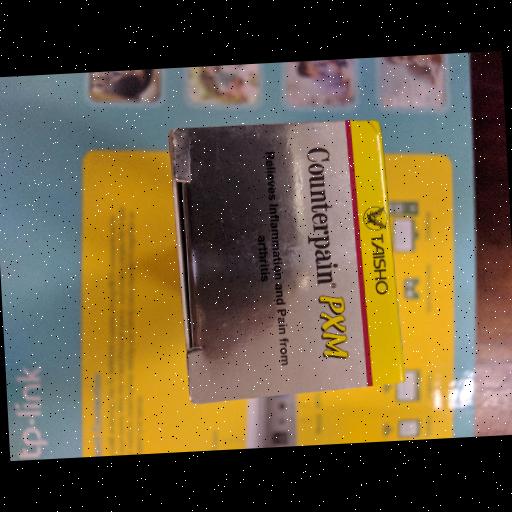 TAISHO
Counterpain® PXM
Relieves Inflammation and Pain from
arthritis
tp-link